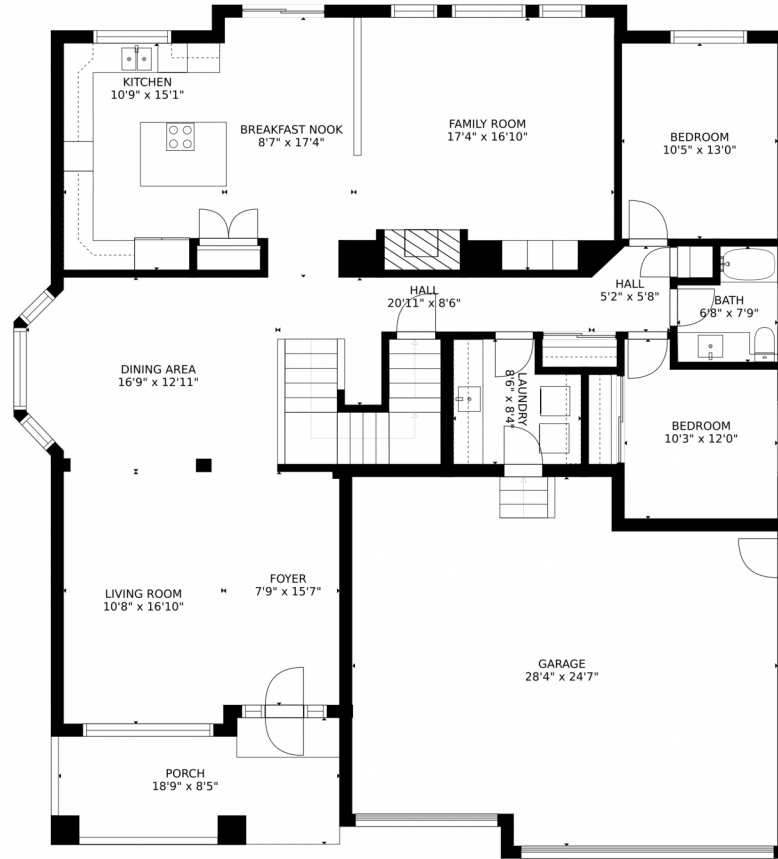 KITCHEN
10'9" x 15'1"
BREAKFAST NOOK
8'7" x 17'4"
FAMILY ROOM
17'4" x 16'10"
BEDROOM
10'5" x 13'0"
HALL
20'11" x 8'6"
HALL
5'2" x 5'8"
BATH
6'8" x 7'9"
DINING AREA
16'9" x 12'11"
LAUNDRY
8'6" x 8'4"
BEDROOM
10'3" x 12'0"
LIVING ROOM
10'8" x 16'10"
FOYER
7'9" x 15'7"
GARAGE
28'4" x 24'7"
PORCH
18'9" x 8'5"